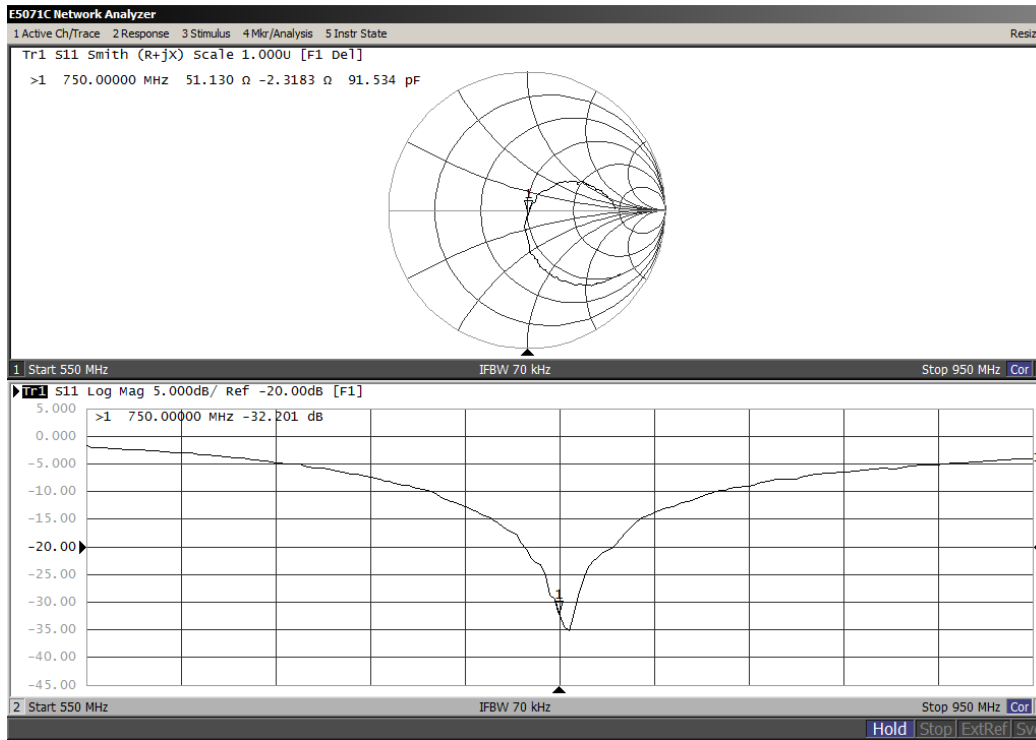 E5071C Network Analyzer
1 Active Ch/Trace 2 Response 3 Stimulus 4 Mkr/Analysis 5 Instr State Resiz
Tr1 S11 Smith (R+jX) Scale 1.000U [F1 Del]
>1 750.00000 MHz 51.130 Ω -2.3183 Ω 91.534 pF
1
1 Start 550 MHz IFBW 70 kHz Stop 950 MHz Cor
Tr1 S11 Log Mag 5.000dB/ Ref -20.00dB [F1]
5.000
>1 750.00000 MHz -32.201 dB
0.000
-5.000
-10.00
-15.00
-20.00
-25.00
-30.00
1
-35.00
-40.00
-45.00
2 Start 550 MHz IFBW 70 kHz Stop 950 MHz Cor
Hold Stop ExtRef Sv